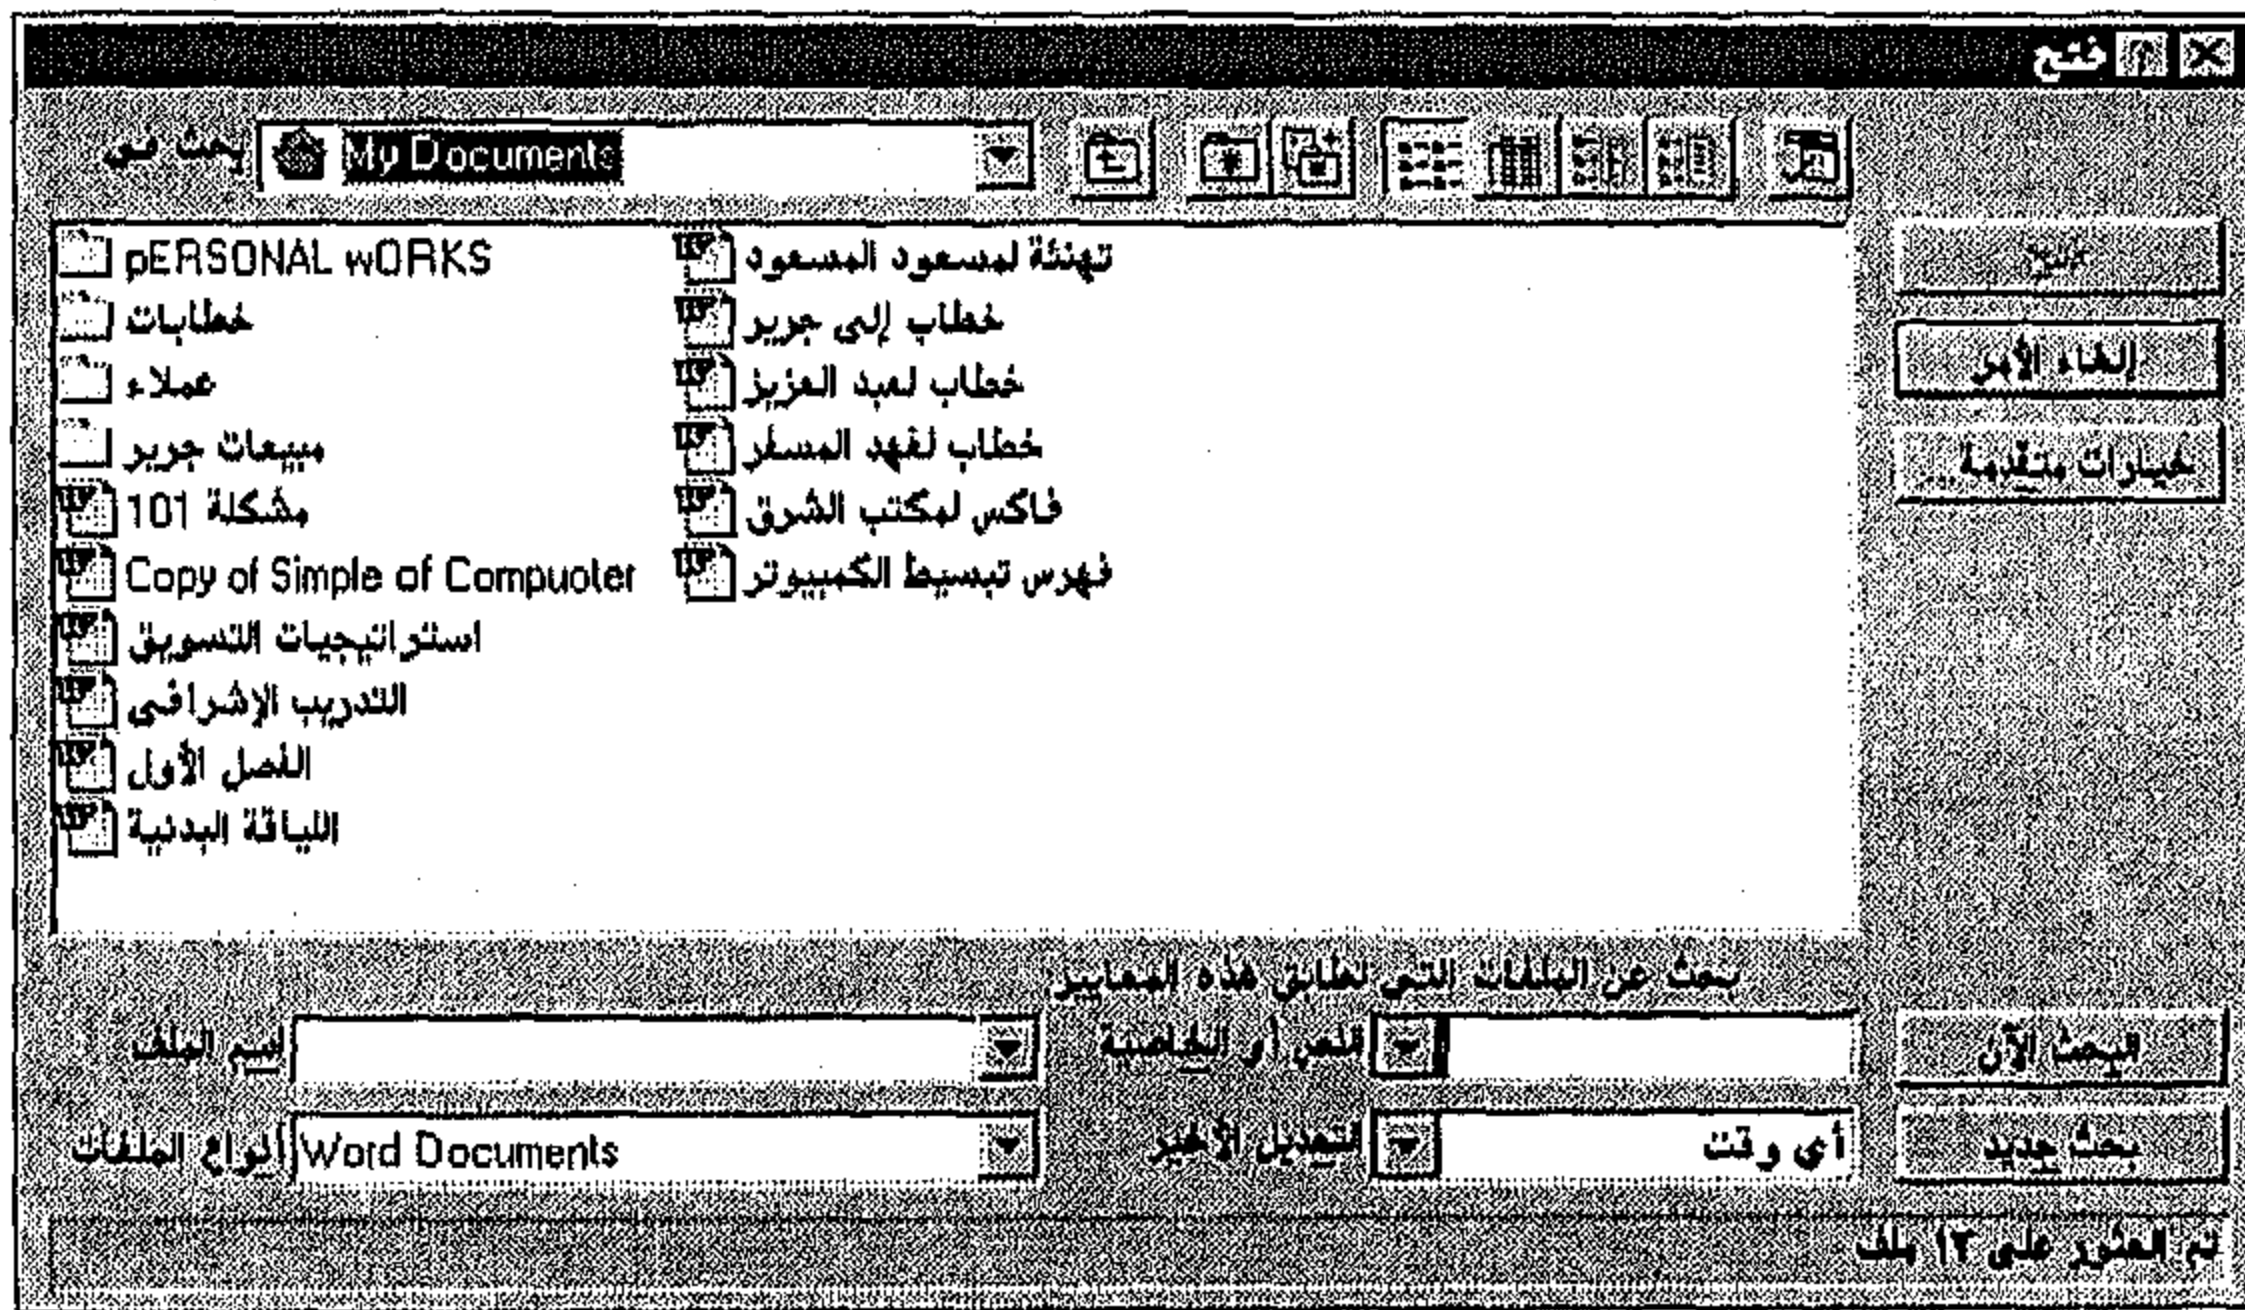 فتح
بحث في
My Documents
pERSONAL wORKS
خطابات
عملاء
مبيعات جرير
مشكلة 101
Copy of Simple of Compuoter
استراتيجيات التسويق
التدريب الإشرافي
الفصل الأول
اللياقة البدنية
تهنئة لمسعود المسعود
خطاب إلى جرير
خطاب لعبد العزيز
خطاب لفهد المسفر
فاكس لمكتب الشرق
فهرس تبسيط الكمبيوتر
إلغاء الأمر
خيارات متقدمة ...
بحث عن الملفات التي تطابق هذه المعايير
اسم الملف
النص أو الخاصية
البحث الآن
أنواع الملفات Word Documents
التعديل الأخير أي وقت
بحث جديد
تم العثور على ١٢ ملف